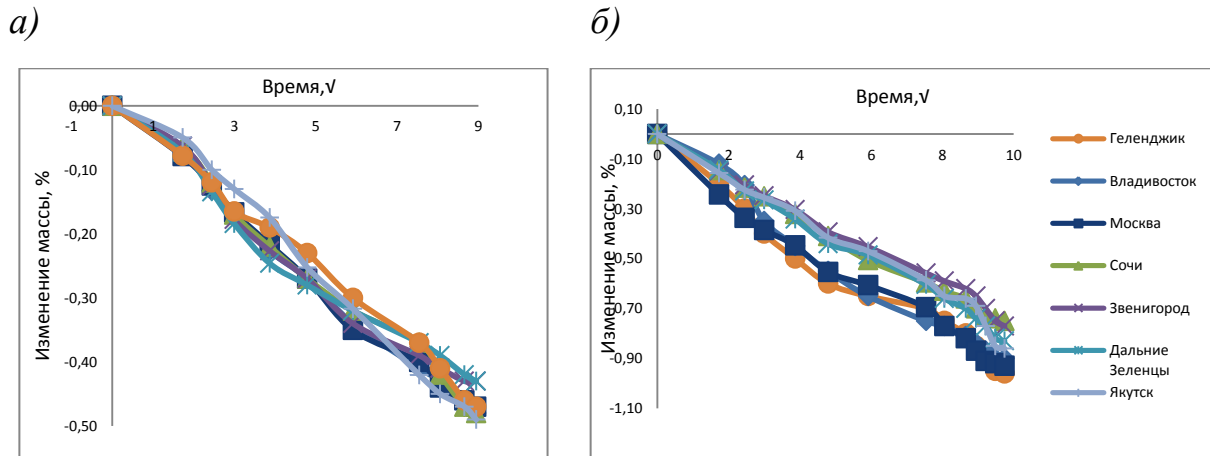 а)
б)
Время,√
0,00
-1
1
3
5
7
9
-0,10
-0,20
-0,30
-0,40
-0,50
Изменение массы, %
Время,√
0,10
-0,10
0
2
4
6
8
10
-0,30
-0,50
-0,70
-0,90
-1,10
Изменение массы, %
Геленджик
Владивосток
Москва
Сочи
Звенигород
Дальние
Зеленцы
Якутск